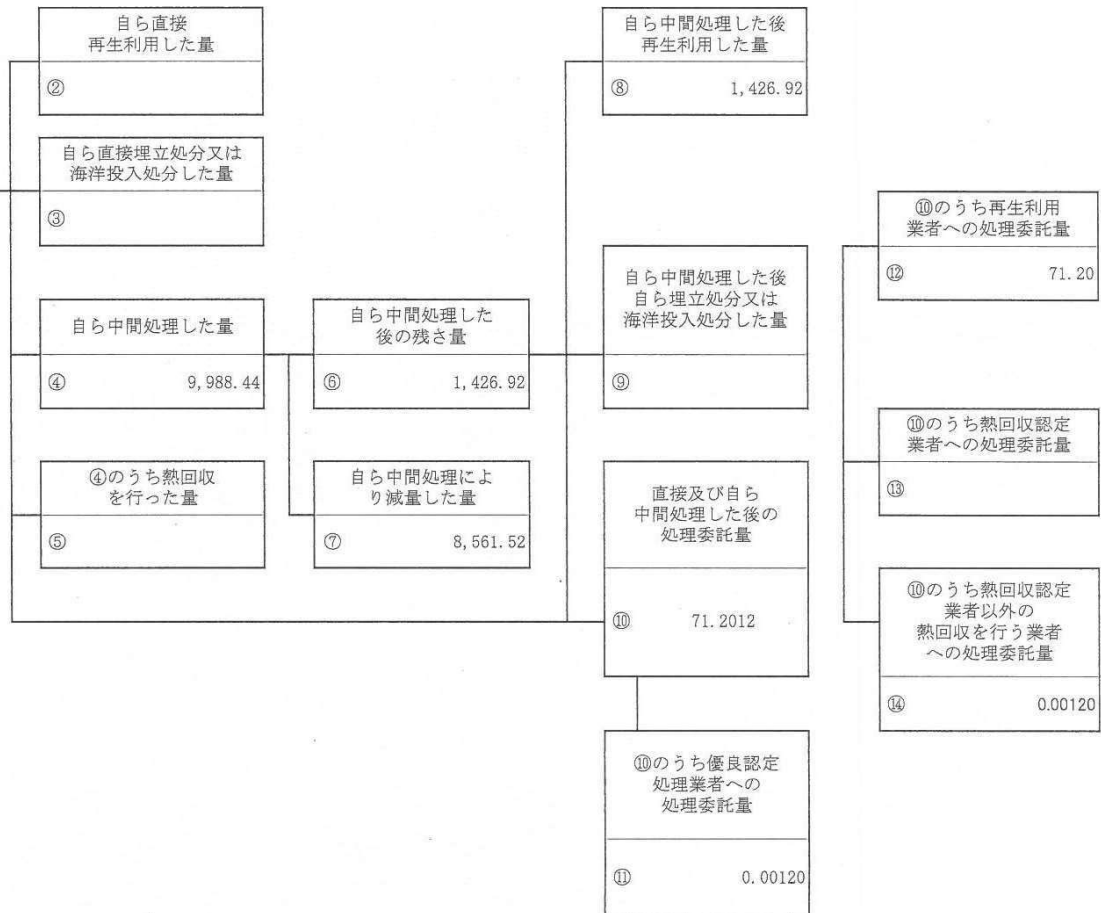 自ら直接
再生利用した量
②
自ら直接埋立処分又は
海洋投入処分した量
③
自ら中間処理した量
④ 9,988.44
④のうち熱回収
を行った量
⑤
自ら中間処理した
後の残さ量
⑥ 1,426.92
自ら中間処理によ
り減量した量
⑦ 8,561.52
自ら中間処理した後
再生利用した量
⑧ 1,426.92
自ら中間処理した後
自ら埋立処分又は
海洋投入処分した量
⑨
直接及び自ら
中間処理した後の
処理委託量
⑩ 71.2012
⑩のうち優良認定
処理業者への
処理委託量
⑪ 0.00120
⑩のうち再生利用
業者への処理委託量
⑫ 71.20
⑩のうち熱回収認定
業者への処理委託量
⑬
⑩のうち熱回収認定
業者以外の
熱回収を行う業者
への処理委託量
⑭ 0.00120